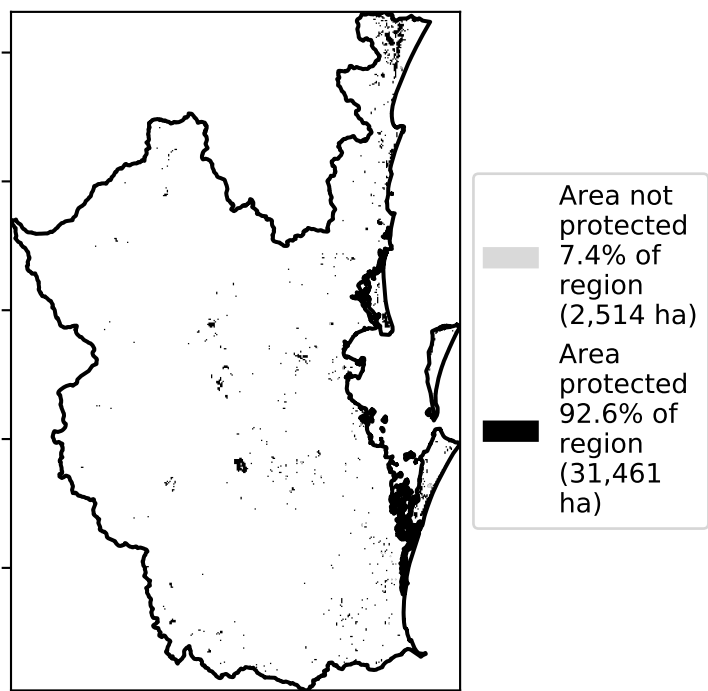 Area not
protected
7.4% of
region
(2,514 ha)
Area
protected
92.6% of
region
(31,461
ha)